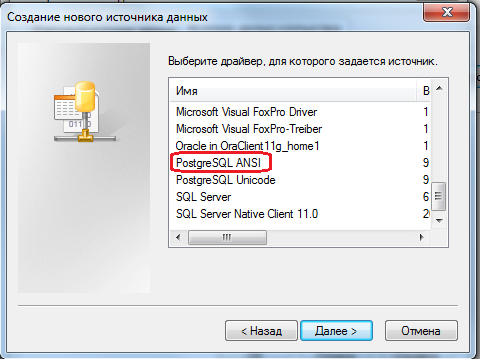 Создание нового источника данных
Выберите драйвер, для которого задается источник.
Имя В
Microsoft Visual FoxPro Driver 1
Microsoft Visual FoxPro-Treiber 1
Oracle in OraClient11g_home1 1
PostgreSQL ANSI 9
PostgreSQL Unicode 9
SQL Server 6
SQL Server Native Client 11.0 2
< Назад Далее > Отмена